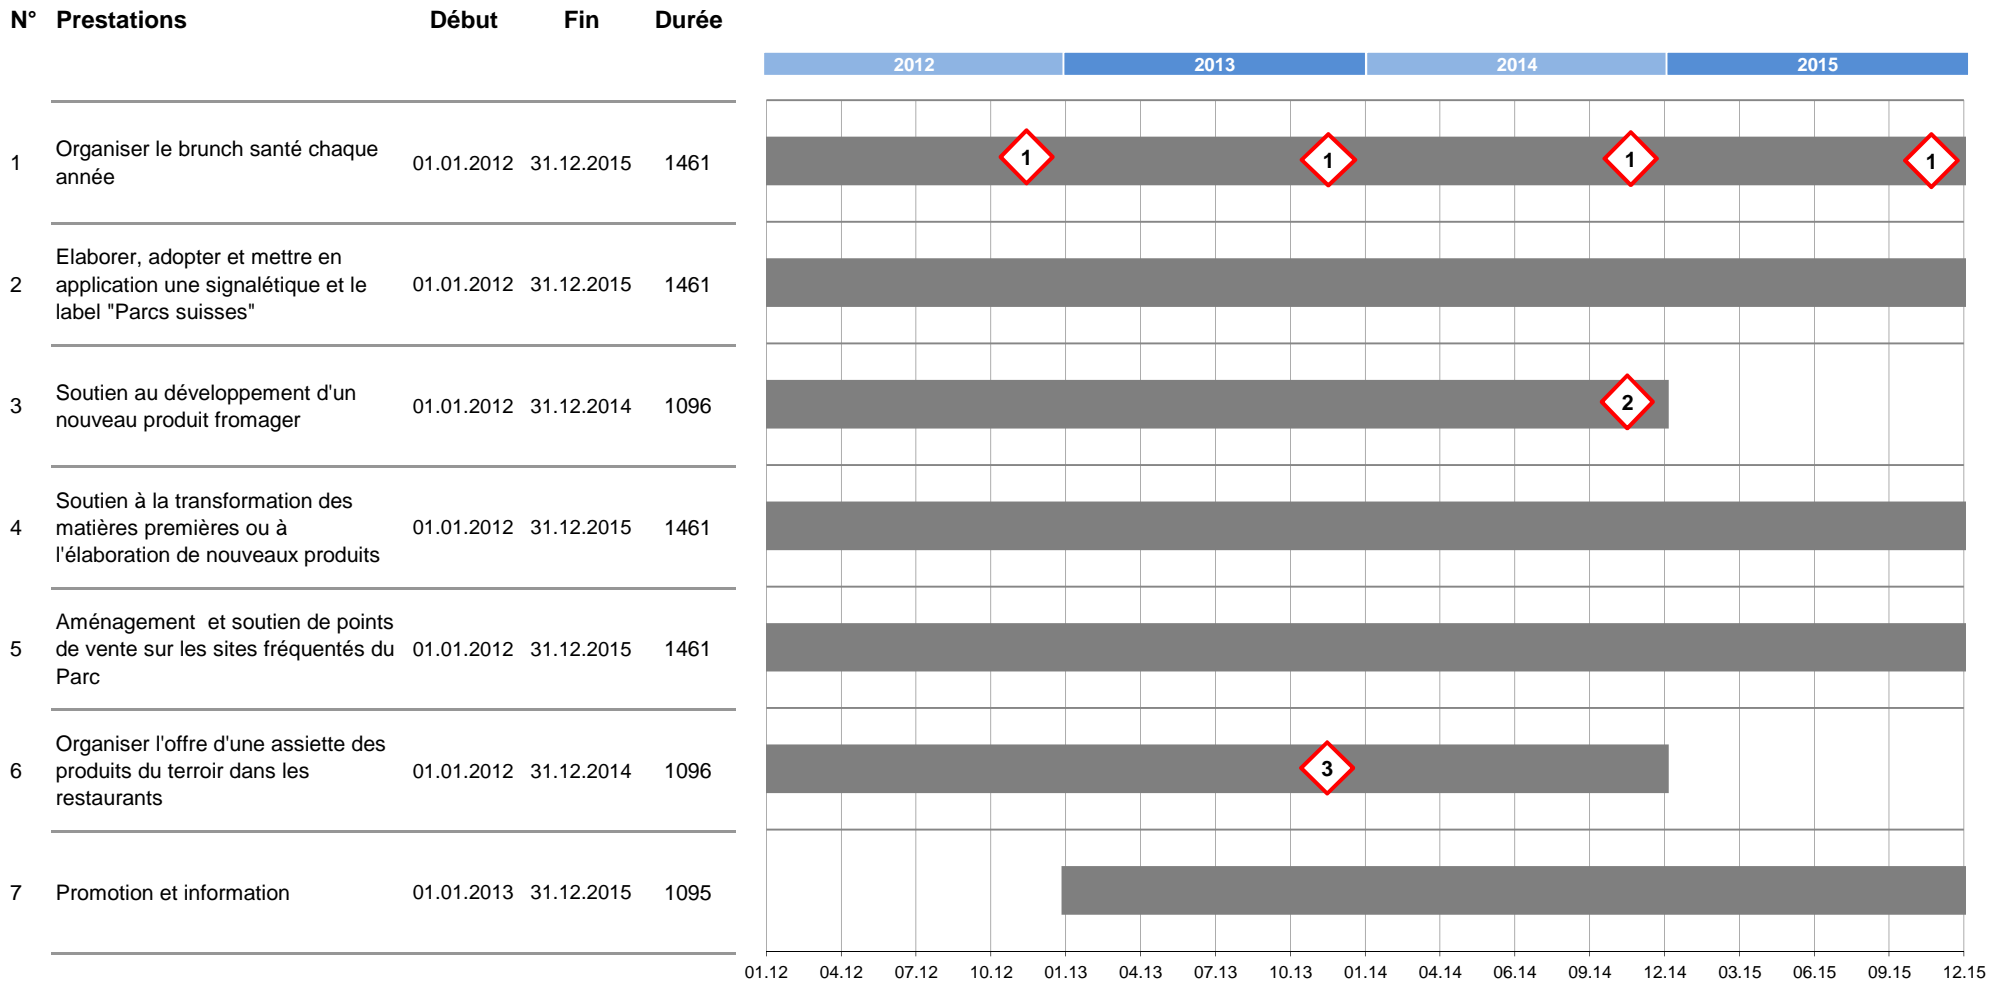 N° Prestations Début Fin Durée
2012 2013 2014 2015
1 Organiser le brunch santé chaque année 01.01.2012 31.12.2015 1461
1 1 1 1
2 Elaborer, adopter et mettre en application une signalétique et le label "Parcs suisses" 01.01.2012 31.12.2015 1461
3 Soutien au développement d'un nouveau produit fromager 01.01.2012 31.12.2014 1096
2
4 Soutien à la transformation des matières premières ou à l'élaboration de nouveaux produits 01.01.2012 31.12.2015 1461
5 Aménagement et soutien de points de vente sur les sites fréquentés du Parc 01.01.2012 31.12.2015 1461
6 Organiser l'offre d'une assiette des produits du terroir dans les restaurants 01.01.2012 31.12.2014 1096
3
7 Promotion et information 01.01.2013 31.12.2015 1095
01.12 04.12 07.12 10.12 01.13 04.13 07.13 10.13 01.14 04.14 06.14 09.14 12.14 03.15 06.15 09.15 12.15